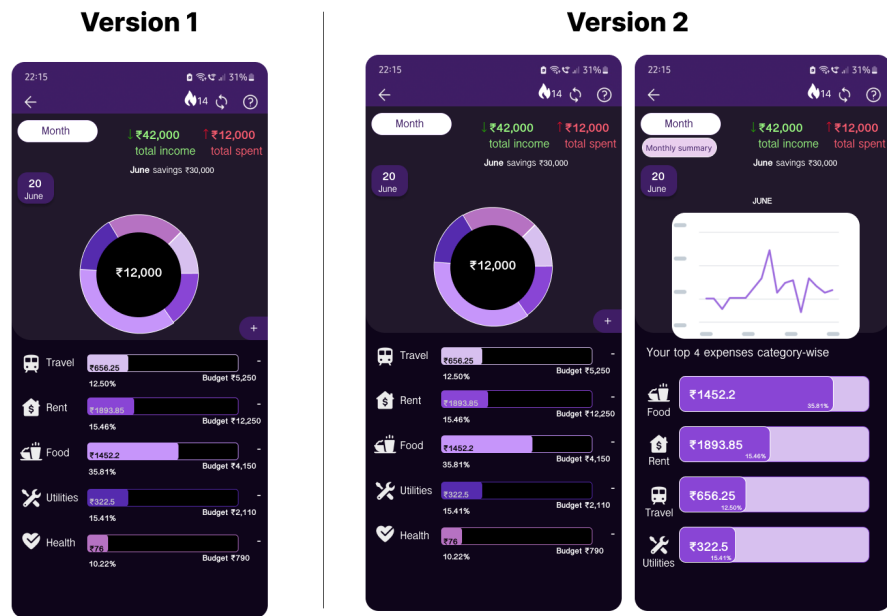 Version 1
22:15
31%
14
Month
↓₹42,000
total income
↑₹12,000
total spent
June savings ₹30,000
20
June
₹12,000
+
Travel
₹656.25
-
12.50%
Budget ₹5,250
Rent
₹1893.85
-
15.46%
Budget ₹12,250
Food
₹1452.2
-
35.81%
Budget ₹4,150
Utilities
₹322.5
-
15.41%
Budget ₹2,110
Health
₹76
-
10.22%
Budget ₹790
Version 2
22:15
31%
14
Month
↓₹42,000
total income
↑₹12,000
total spent
June savings ₹30,000
20
June
₹12,000
+
Travel
₹656.25
-
12.50%
Budget ₹5,250
Rent
₹1893.85
-
15.46%
Budget ₹12,250
Food
₹1452.2
-
35.81%
Budget ₹4,150
Utilities
₹322.5
-
15.41%
Budget ₹2,110
Health
₹76
-
10.22%
Budget ₹790
22:15
31%
14
Month
Monthly summary
↓₹42,000
total income
↑₹12,000
total spent
June savings ₹30,000
20
June
JUNE
Your top 4 expenses category-wise
Food
₹1452.2
35.81%
Rent
₹1893.85
15.46%
Travel
₹656.25
12.50%
Utilities
₹322.5
15.41%